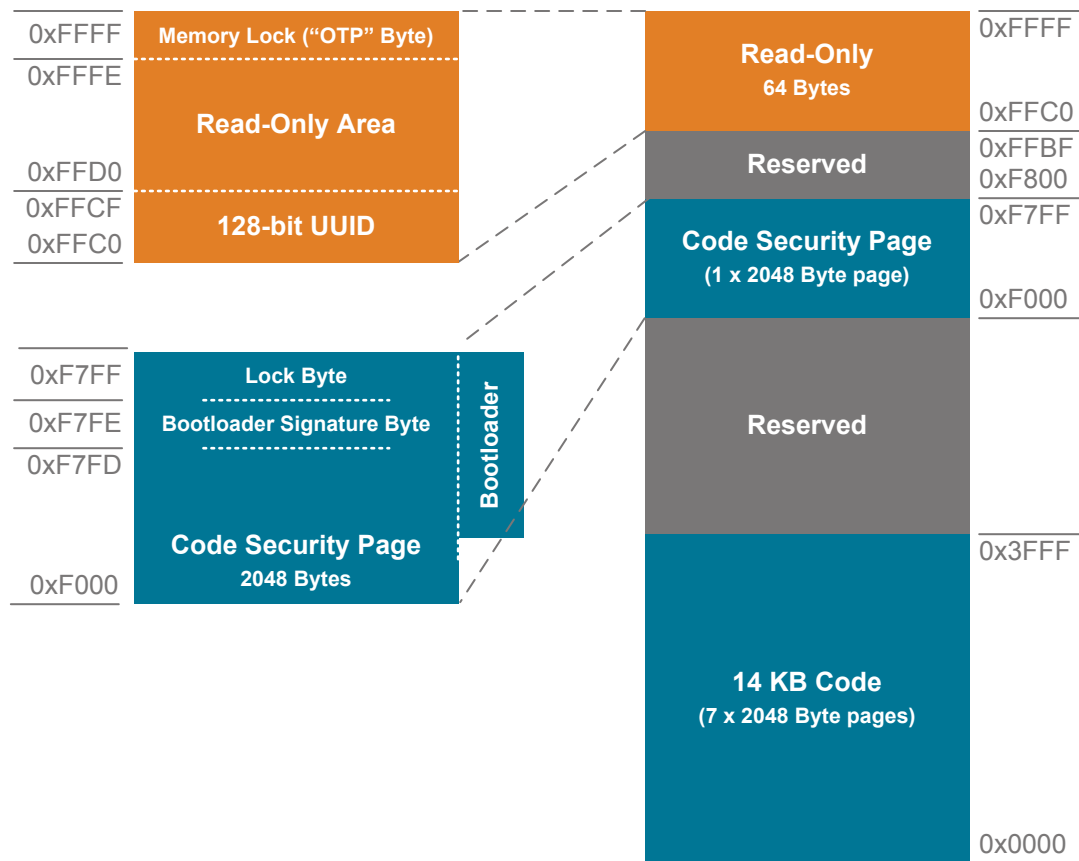 0xFFFF
Memory Lock (“OTP” Byte)
0xFFFE
Read-Only Area
0xFFD0
0xFFCF
128-bit UUID
0xFFC0
0xF7FF
Lock Byte
0xF7FE
Bootloader Signature Byte
0xF7FD
Code Security Page
2048 Bytes
0xF000
Bootloader
0xFFFF
Read-Only
64 Bytes
0xFFC0
0xFFBF
Reserved
0xF800
0xF7FF
Code Security Page
(1 x 2048 Byte page)
0xF000
Reserved
0x3FFF
14 KB Code
(7 x 2048 Byte pages)
0x0000